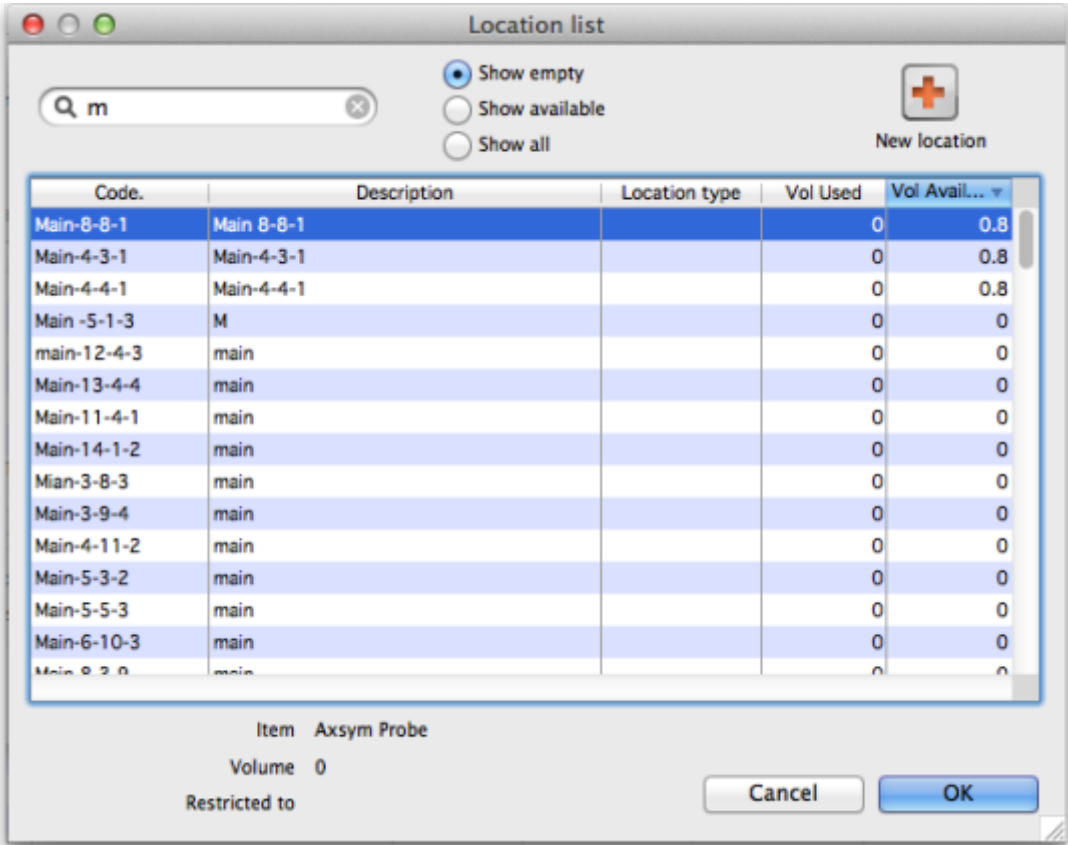 Location list
m
Show empty
Show available
Show all
New location
Code. Description Location type Vol Used Vol Avail...
Main-8-8-1 Main 8-8-1 0 0.8
Main-4-3-1 Main-4-3-1 0 0.8
Main-4-4-1 Main-4-4-1 0 0.8
Main -5-1-3 M 0 0
main-12-4-3 main 0 0
Main-13-4-4 main 0 0
Main-11-4-1 main 0 0
Main-14-1-2 main 0 0
Mian-3-8-3 main 0 0
Main-3-9-4 main 0 0
Main-4-11-2 main 0 0
Main-5-3-2 main 0 0
Main-5-5-3 main 0 0
Main-6-10-3 main 0 0
main 0 0
Item Axsym Probe
Volume 0
Restricted to
Cancel OK